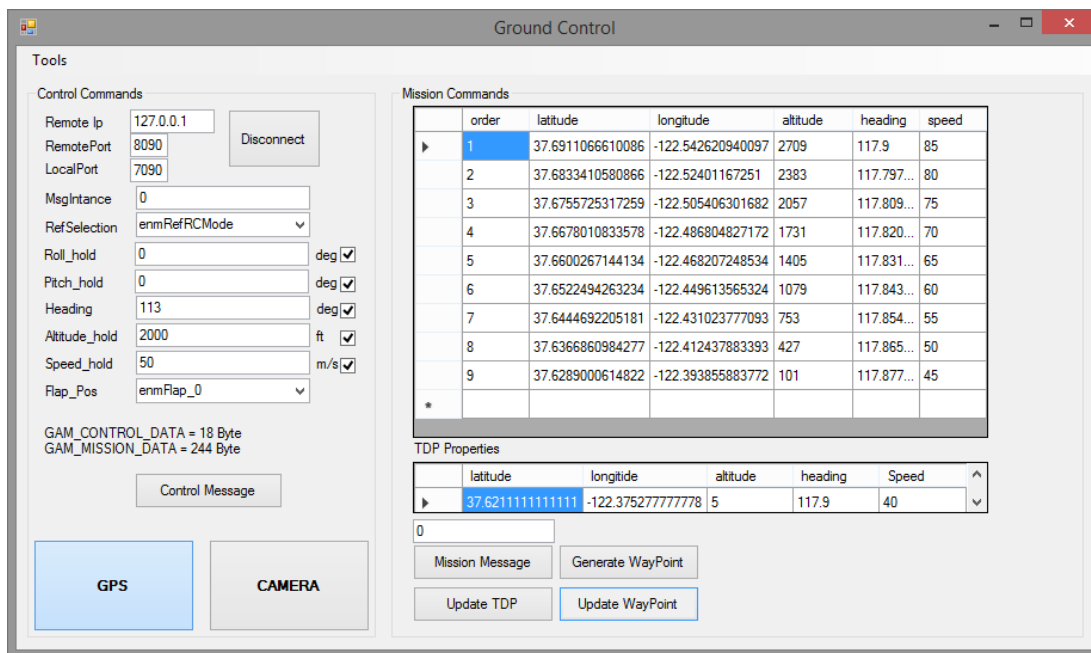 Ground Control
Tools
Control Commands
Remote Ip 127.0.0.1
RemotePort 8090
Disconnect
LocalPort 7090
MsgIntance 0
RefSelection enmRefRCMode
Roll_hold 0 deg
Pitch_hold 0 deg
Heading 113 deg
Altitude_hold 2000 ft
Speed_hold 50 m/s
Flap_Pos enmFlap_0
GAM_CONTROL_DATA = 18 Byte
GAM_MISSION_DATA = 244 Byte
Control Message
GPS CAMERA
Mission Commands
order latitude longitude altitude heading speed
1 37.6911066610086 -122.542620940097 2709 117.9 85
2 37.6833410580866 -122.52401167251 2383 117.797... 80
3 37.6755725317259 -122.505406301682 2057 117.809... 75
4 37.6678010833578 -122.486804827172 1731 117.820... 70
5 37.6600267144134 -122.468207248534 1405 117.831... 65
6 37.6522494263234 -122.449613565324 1079 117.843... 60
7 37.6444692205181 -122.431023777093 753 117.854... 55
8 37.6366860984277 -122.412437883393 427 117.865... 50
9 37.6289000614822 -122.393855883772 101 117.877... 45
*
TDP Properties
latitude longitide altitude heading Speed
37.6211111111111 -122.375277777778 5 117.9 40
0
Mission Message Generate WayPoint
Update TDP Update WayPoint